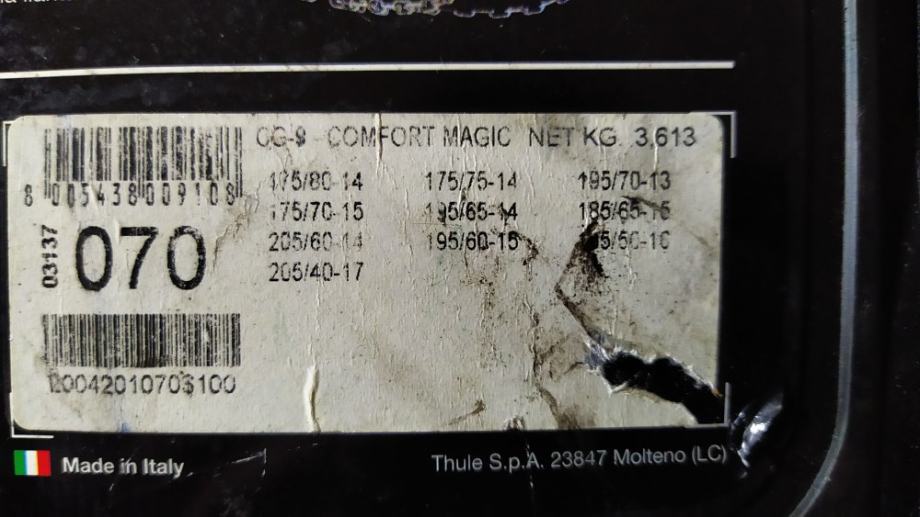 CG-9 - COMFORT MAGIC NET KG. 3,613
175/80-14 175/75-14 195/70-13
175/70-15 195/65-14 185/65-15
205/60-14 195/60-15
205/40-17
8 005438 009108
03137
070
Made in Italy
Thule S.p.A. 23847 Molteno (LC)